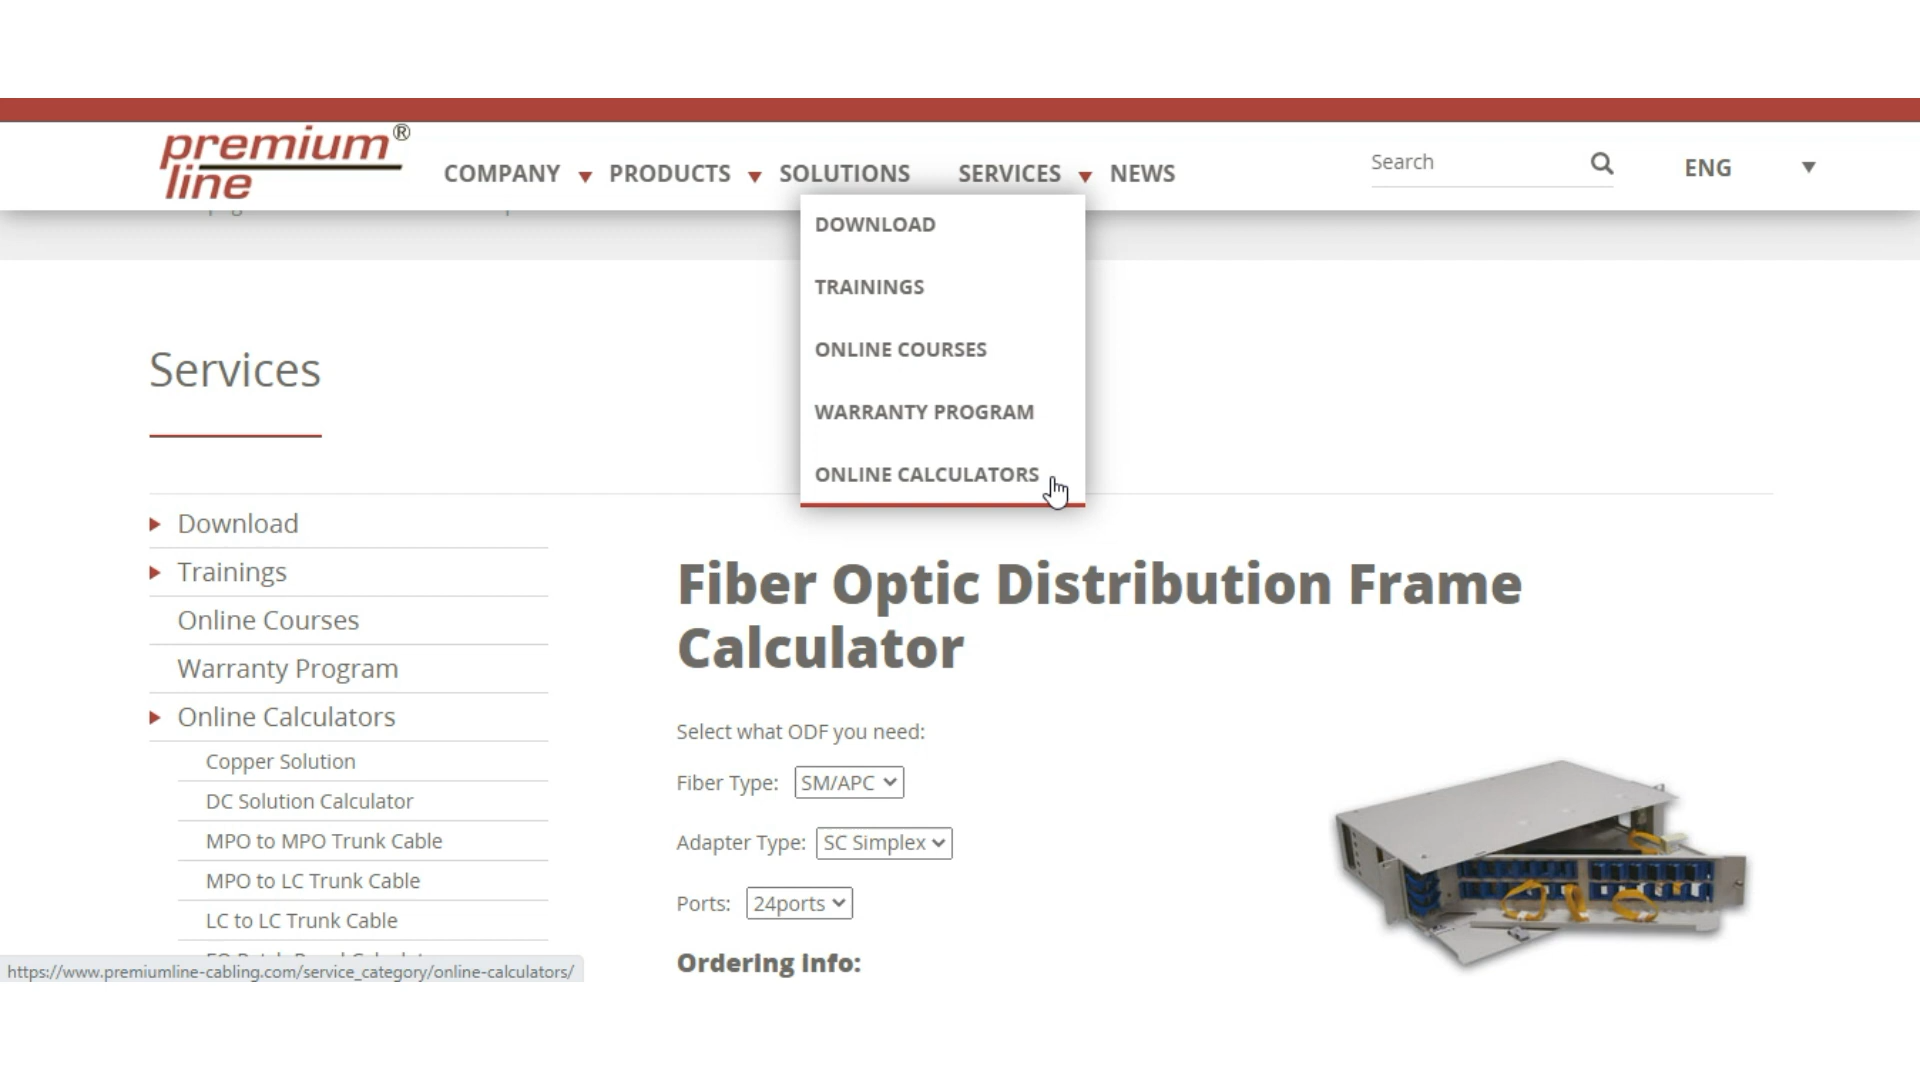 premium®
line
COMPANY PRODUCTS SOLUTIONS SERVICES NEWS
Search
ENG
DOWNLOAD
TRAININGS
ONLINE COURSES
WARRANTY PROGRAM
ONLINE CALCULATORS
Services
Download
Trainings
Online Courses
Warranty Program
Online Calculators
Copper Solution
DC Solution Calculator
MPO to MPO Trunk Cable
MPO to LC Trunk Cable
LC to LC Trunk Cable
https://www.premiumline-cabling.com/service_category/online-calculators/
Fiber Optic Distribution Frame
Calculator
Select what ODF you need:
Fiber Type: SM/APC
Adapter Type: SC Simplex
Ports: 24ports
Ordering info: